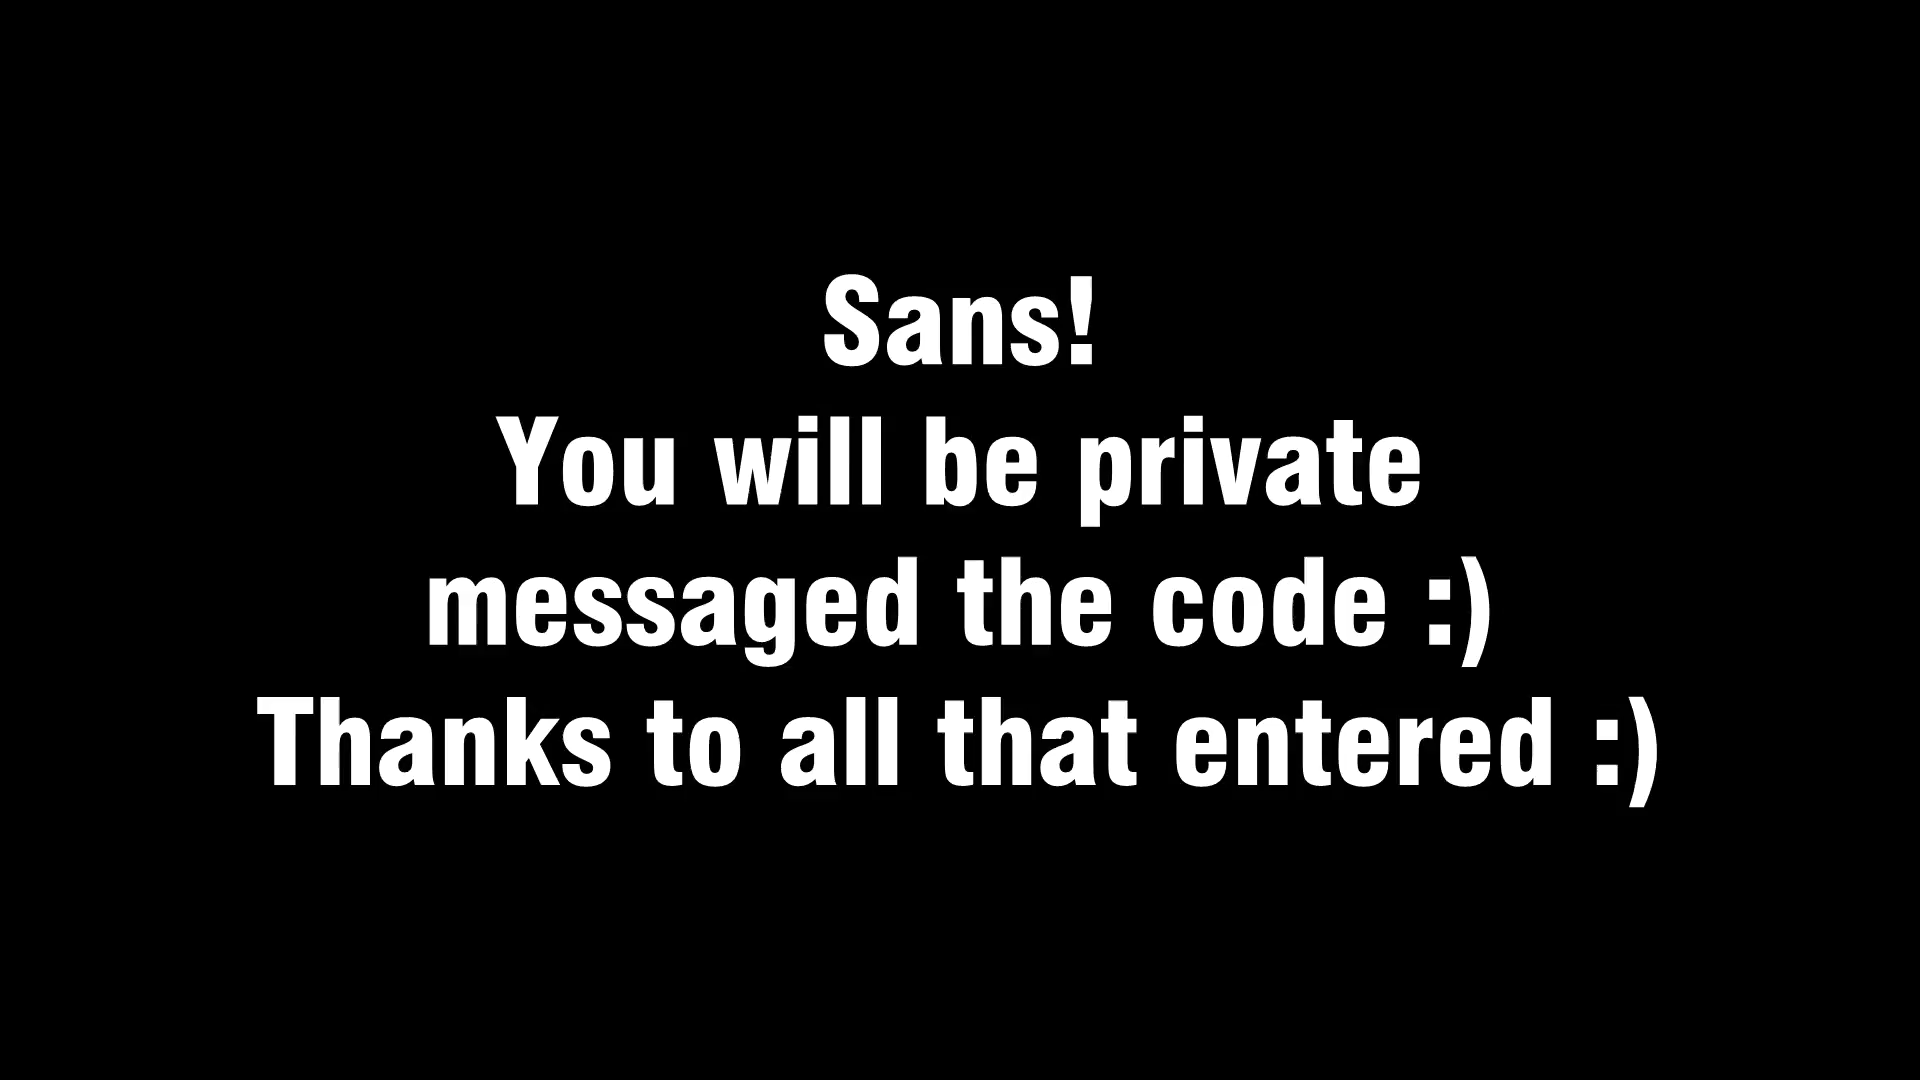 Sans!
You will be private
messaged the code :)
Thanks to all that entered :)